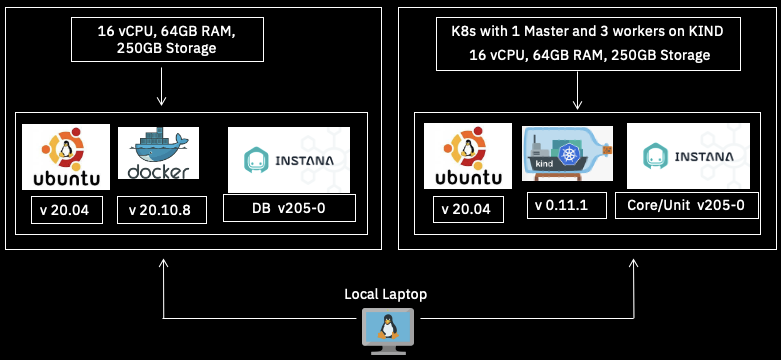 16 vCPU, 64GB RAM,
250GB Storage
ubuntu
docker
INSTANA
v 20.04
v 20.10.8
DB v205-0
K8s with 1 Master and 3 workers on KIND
16 vCPU, 64GB RAM, 250GB Storage
ubuntu
kind
INSTANA
v 20.04
v 0.11.1
Core/Unit v205-0
Local Laptop